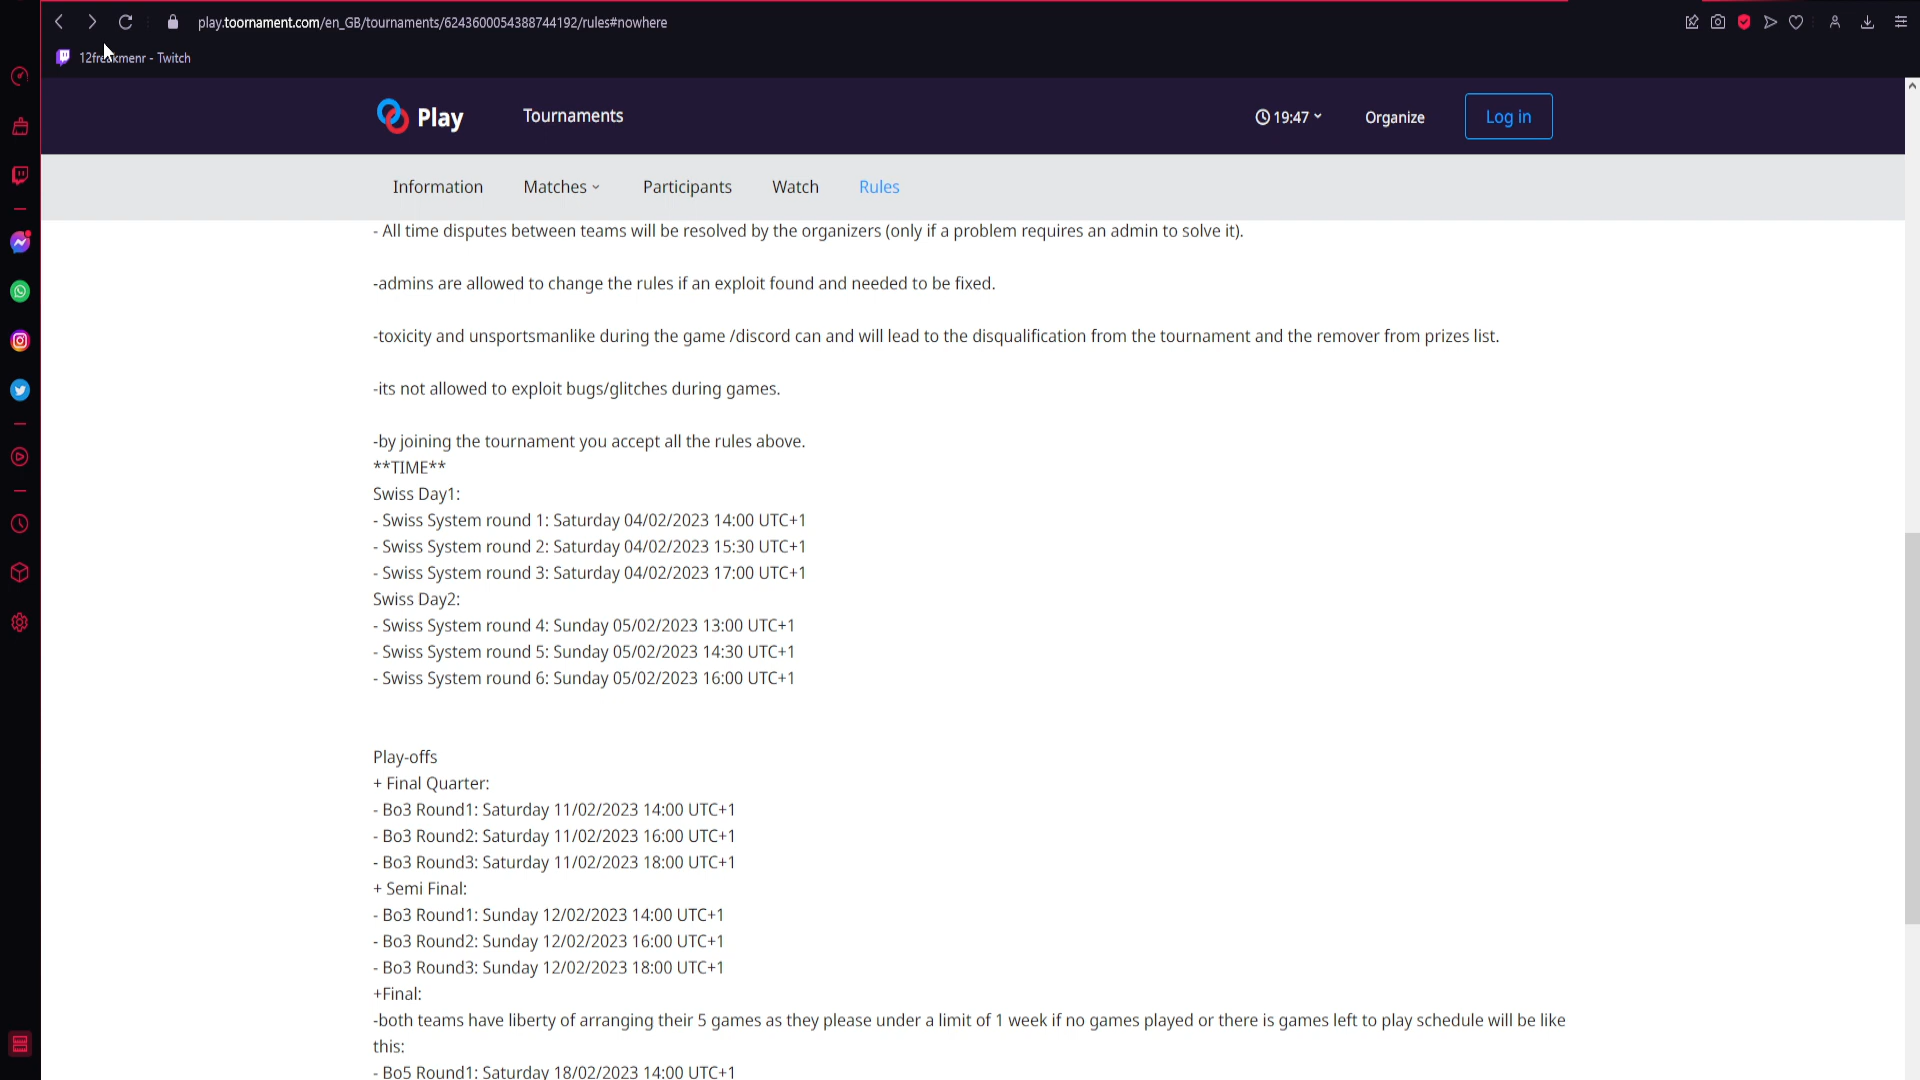 play.toornament.com/en_GB/tournaments/6243600054388744192/rules#nowhere
12freakmenr - Twitch
Play
Tournaments
19:47
Organize
Log in
Information
Matches
Participants
Watch
Rules
- All time disputes between teams will be resolved by the organizers (only if a problem requires an admin to solve it).
-admins are allowed to change the rules if an exploit found and needed to be fixed.
-toxicity and unsportsmanlike during the game /discord can and will lead to the disqualification from the tournament and the remover from prizes list.
-its not allowed to exploit bugs/glitches during games.
-by joining the tournament you accept all the rules above.
**TIME**
Swiss Day1:
- Swiss System round 1: Saturday 04/02/2023 14:00 UTC+1
- Swiss System round 2: Saturday 04/02/2023 15:30 UTC+1
- Swiss System round 3: Saturday 04/02/2023 17:00 UTC+1
Swiss Day2:
- Swiss System round 4: Sunday 05/02/2023 13:00 UTC+1
- Swiss System round 5: Sunday 05/02/2023 14:30 UTC+1
- Swiss System round 6: Sunday 05/02/2023 16:00 UTC+1
Play-offs
+ Final Quarter:
- Bo3 Round1: Saturday 11/02/2023 14:00 UTC+1
- Bo3 Round2: Saturday 11/02/2023 16:00 UTC+1
- Bo3 Round3: Saturday 11/02/2023 18:00 UTC+1
+ Semi Final:
- Bo3 Round1: Sunday 12/02/2023 14:00 UTC+1
- Bo3 Round2: Sunday 12/02/2023 16:00 UTC+1
- Bo3 Round3: Sunday 12/02/2023 18:00 UTC+1
+Final:
-both teams have liberty of arranging their 5 games as they please under a limit of 1 week if no games played or there is games left to play schedule will be like
this:
- Bo5 Round1: Saturday 18/02/2023 14:00 UTC+1